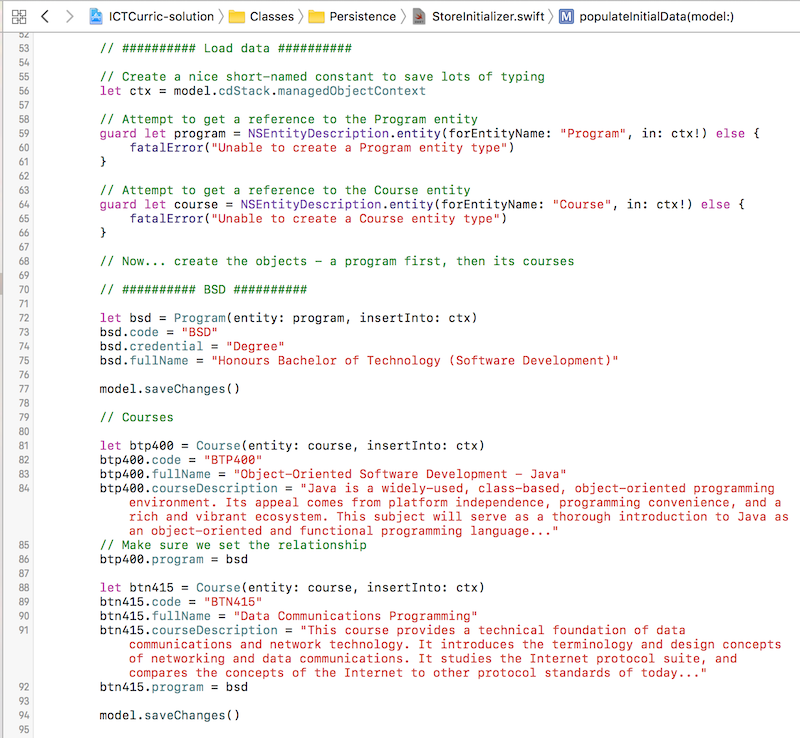 ICTCurric-solution Classes Persistence StoreInitializer.swift M populateInitialData(model:)
52
53 // ########## Load data ##########
54
55 // Create a nice short-named constant to save lots of typing
56 let ctx = model.cdStack.managedObjectContext
57
58 // Attempt to get a reference to the Program entity
59 guard let program = NSEntityDescription.entity(forEntityName: "Program", in: ctx!) else {
60 fatalError("Unable to create a Program entity type")
61 }
62
63 // Attempt to get a reference to the Course entity
64 guard let course = NSEntityDescription.entity(forEntityName: "Course", in: ctx!) else {
65 fatalError("Unable to create a Course entity type")
66 }
67
68 // Now... create the objects – a program first, then its courses
69
70 // ########## BSD ##########
71
72 let bsd = Program(entity: program, insertInto: ctx)
73 bsd.code = "BSD"
74 bsd.credential = "Degree"
75 bsd.fullName = "Honours Bachelor of Technology (Software Development)"
76
77 model.saveChanges()
78
79 // Courses
80
81 let btp400 = Course(entity: course, insertInto: ctx)
82 btp400.code = "BTP400"
83 btp400.fullName = "Object-Oriented Software Development – Java"
84 btp400.courseDescription = "Java is a widely-used, class-based, object-oriented programming
environment. Its appeal comes from platform independence, programming convenience, and a
rich and vibrant ecosystem. This subject will serve as a thorough introduction to Java as
an object-oriented and functional programming language..."
85 // Make sure we set the relationship
86 btp400.program = bsd
87
88 let btn415 = Course(entity: course, insertInto: ctx)
89 btn415.code = "BTN415"
90 btn415.fullName = "Data Communications Programming"
91 btn415.courseDescription = "This course provides a technical foundation of data
communications and network technology. It introduces the terminology and design concepts
of networking and data communications. It studies the Internet protocol suite, and
compares the concepts of the Internet to other protocol standards of today..."
92 btn415.program = bsd
93
94 model.saveChanges()
95